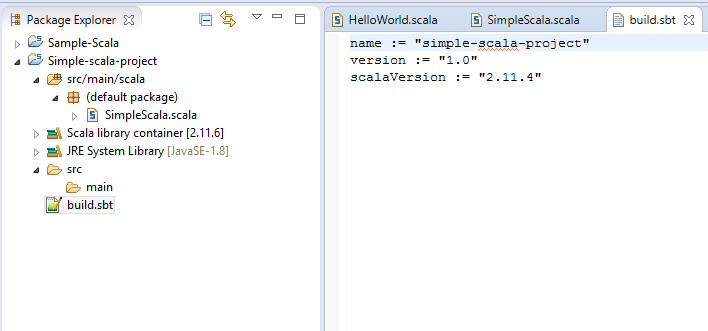 Package Explorer
Sample-Scala
Simple-scala-project
src/main/scala
(default package)
SimpleScala.scala
Scala library container [2.11.6]
JRE System Library [JavaSE-1.8]
src
main
build.sbt
HelloWorld.scala
SimpleScala.scala
build.sbt
name := "simple-scala-project"
version := "1.0"
scalaVersion := "2.11.4"